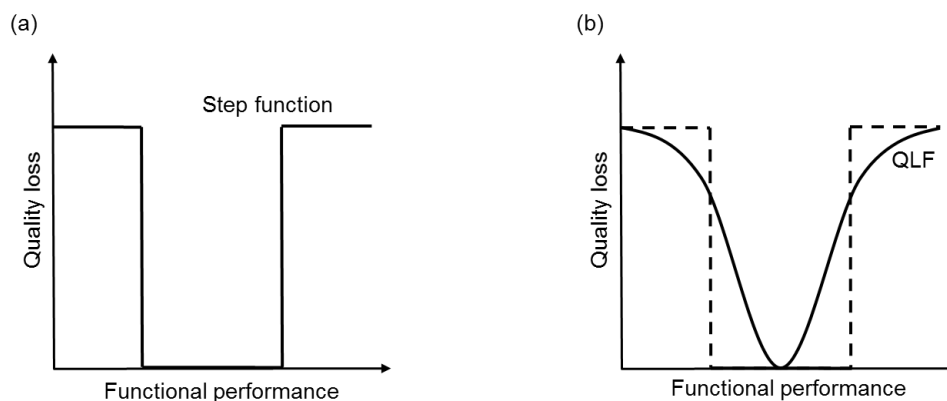 (a)
Step function
Quality loss
Functional performance
(b)
QLF
Quality loss
Functional performance